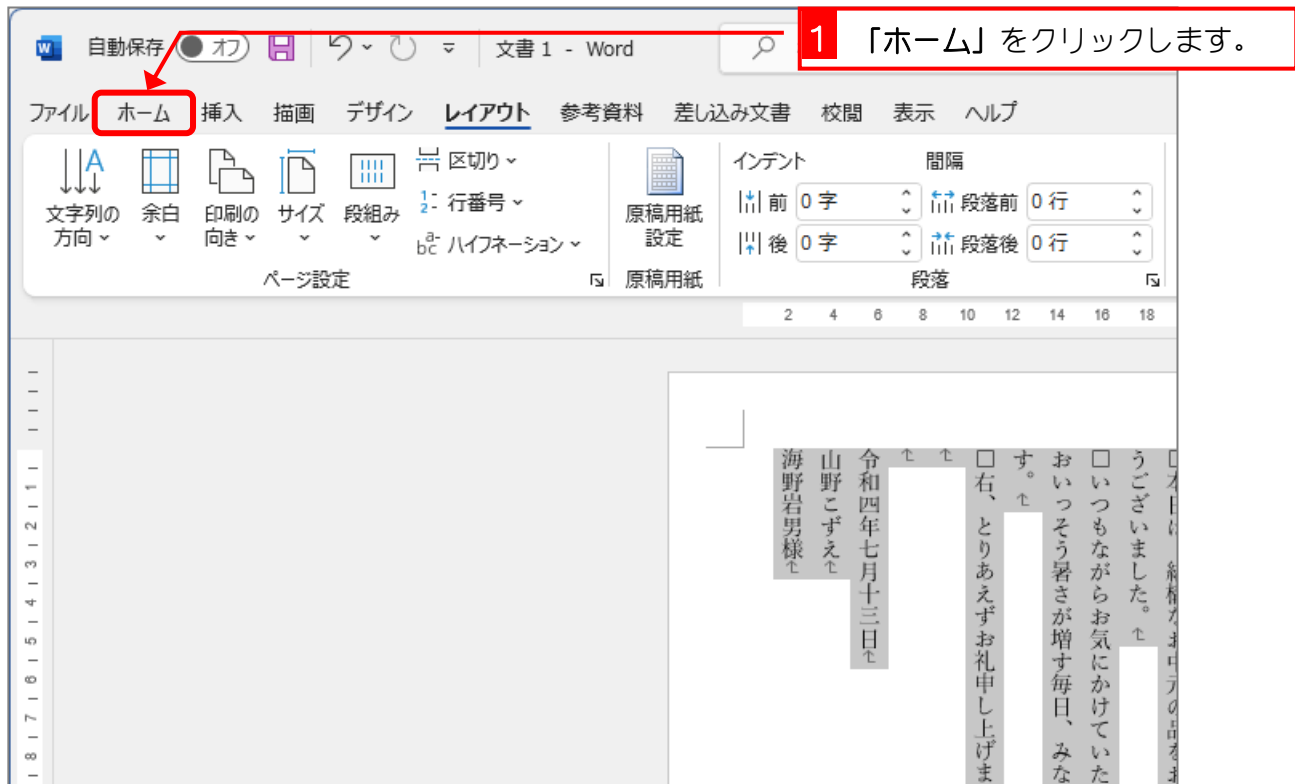 自動保存 オフ 文書 1 - Word
1 「ホーム」をクリックします。
ファイル ホーム 挿入 描画 デザイン レイアウト 参考資料 差し込み文書 校閲 表示 ヘルプ
文字列の方向
余白
印刷の向き
サイズ
段組み
区切り
行番号
ハイフネーション
ページ設定
原稿用紙設定
原稿用紙
インデント 間隔
前 0 字 段落前 0 行
後 0 字 段落後 0 行
段落
2 4 6 8 10 12 14 16 18
1 2 3 4 5 6 7 8
うございました。
□いつもながらお気にかけていた
おいっそう暑さが増す毎日、みな
す。
□右、とりあえずお礼申し上げま
令和四年七月十三日
山野こずえ
海野岩男様